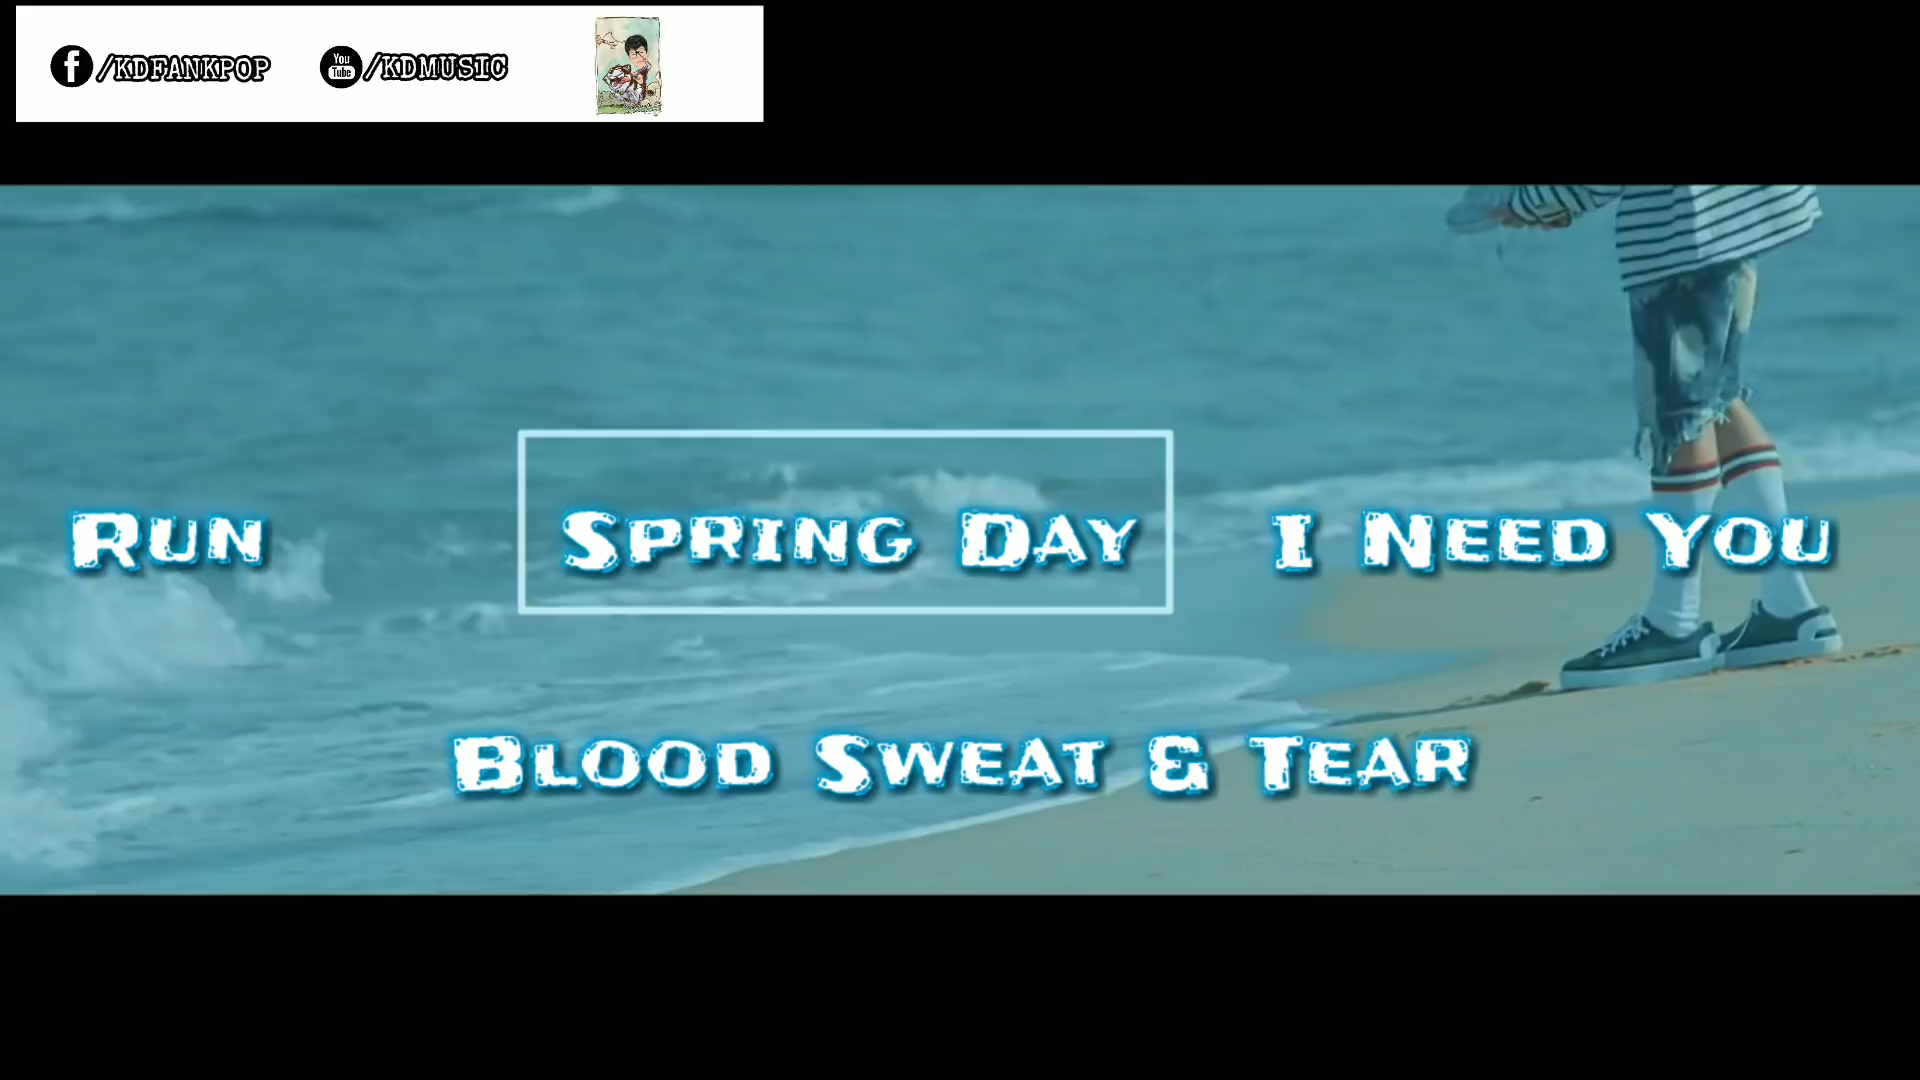 f /KDFANKPOP You Tube /KDMUSIC
Run Spring Day I Need You
Blood Sweat & Tear